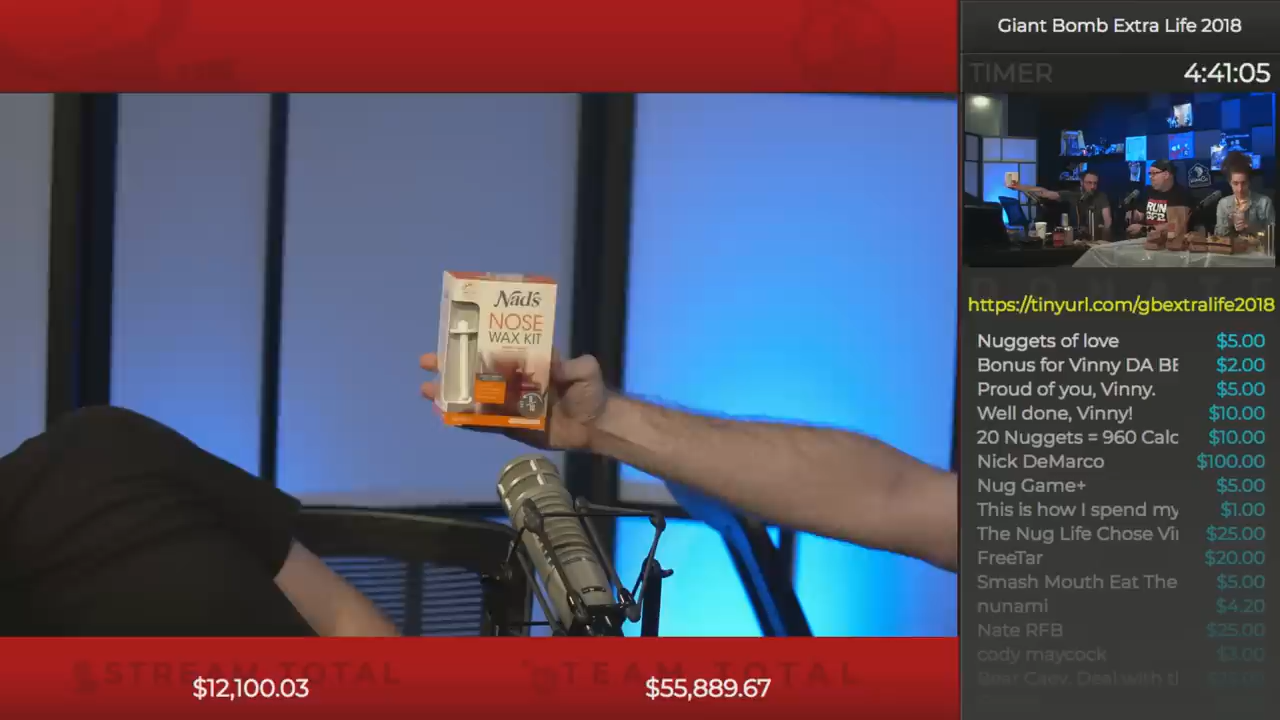 Giant Bomb Extra Life 2018
TIMER
4:41:05
Nad's
NOSE
WAX KIT
RUN
https://tinyurl.com/gbextralife2018
Nuggets of love $5.00
Bonus for Vinny DA BE $2.00
Proud of you, Vinny. $5.00
Well done, Vinny! $10.00
20 Nuggets = 960 Calc $10.00
Nick DeMarco $100.00
Nug Game+ $5.00
This is how I spend my $1.00
The Nug Life Chose Vi $25.00
FreeTar $20.00
Smash Mouth Eat The $5.00
nunami $4.20
Nate RFB $25.00
cody maycock $3.00
STREAM TOTAL
$12,100.03
TEAM TOTAL
$55,889.67